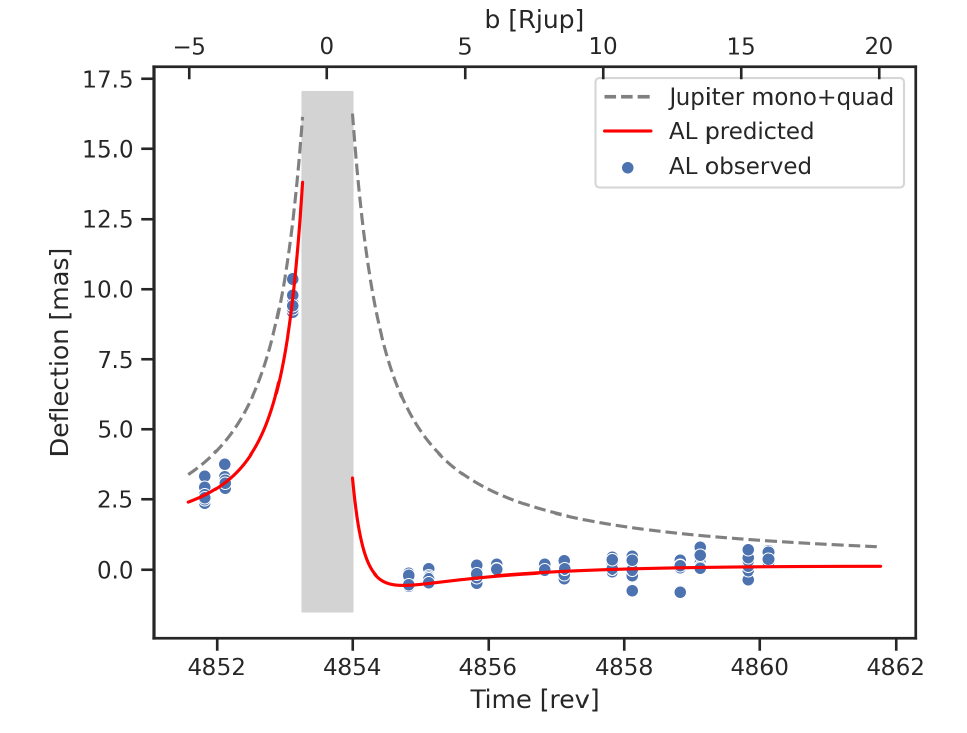 b [Rjup]
−5 0 5 10 15 20
17.5
15.0
12.5
10.0
7.5
5.0
2.5
0.0
Deflection [mas]
Jupiter mono+quad
AL predicted
AL observed
4852 4854 4856 4858 4860 4862
Time [rev]